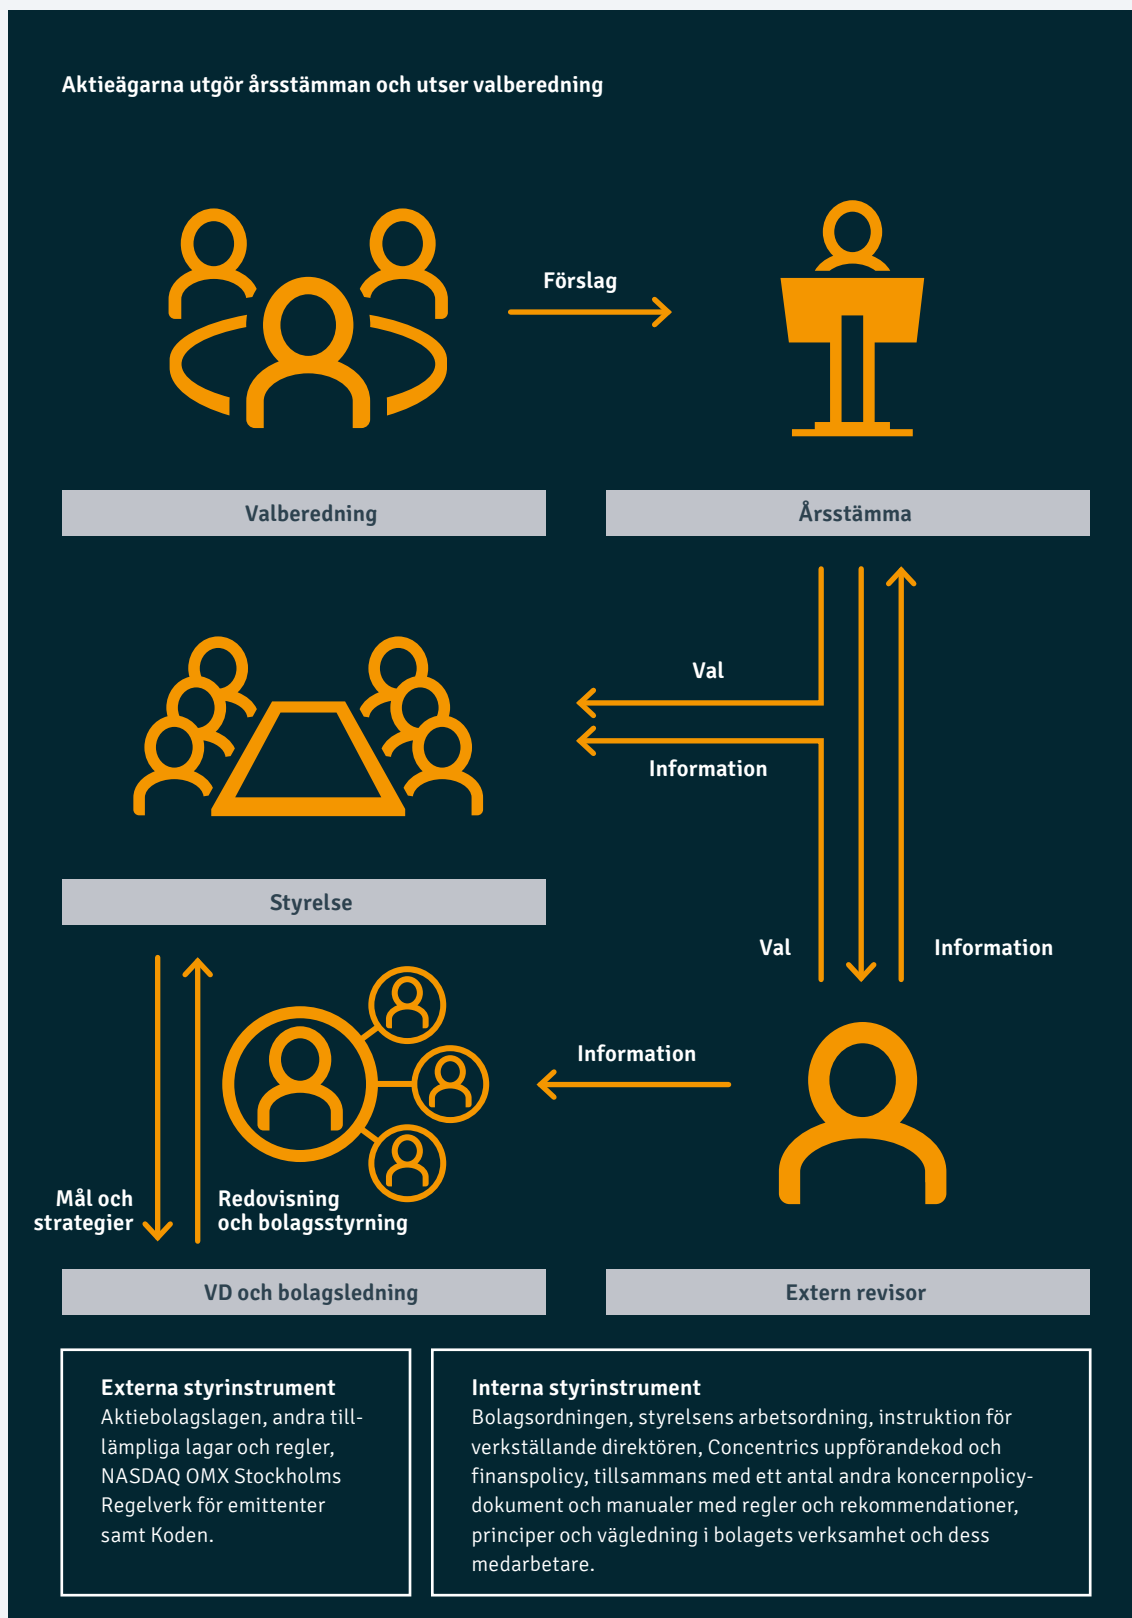 Aktieägarna utgör årsstämman och utser valberedning
Förslag
Valberedning
Årsstämma
Val
Information
Styrelse
Val
Information
Information
Mål och
strategier
Redovisning
och bolagsstyrning
VD och bolagsledning
Extern revisor
Externa styrinstrument
Aktiebolagslagen, andra till-
lämpliga lagar och regler,
NASDAQ OMX Stockholms
Regelverk för emittenter
samt Koden.
Interna styrinstrument
Bolagsordningen, styrelsens arbetsordning, instruktion för
verkställande direktören, Concentrics uppförandekod och
finanspolicy, tillsammans med ett antal andra koncernpolicy-
dokument och manualer med regler och rekommendationer,
principer och vägledning i bolagets verksamhet och dess
medarbetare.